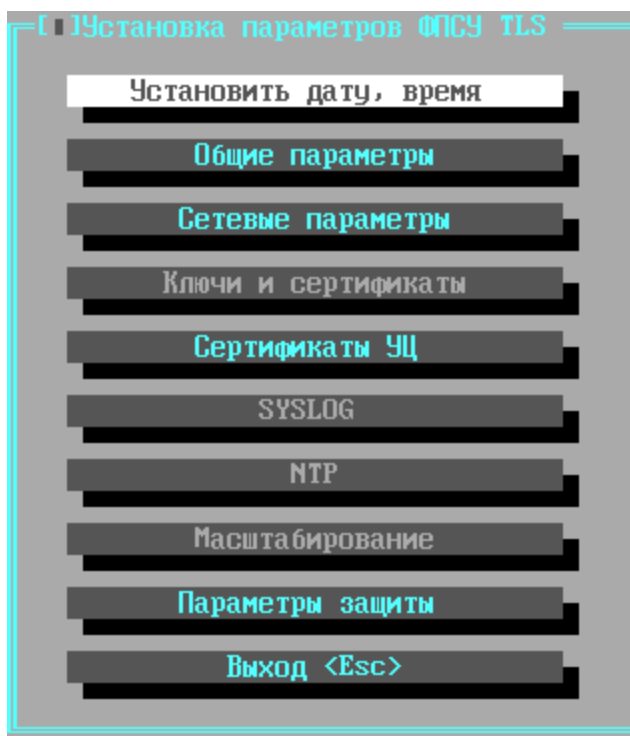 [▮]Установка параметров ФПСУ TLS
Установить дату, время
Общие параметры
Сетевые параметры
Ключи и сертификаты
Сертификаты УЦ
SYSLOG
NTP
Масштабирование
Параметры защиты
Выход <Esc>